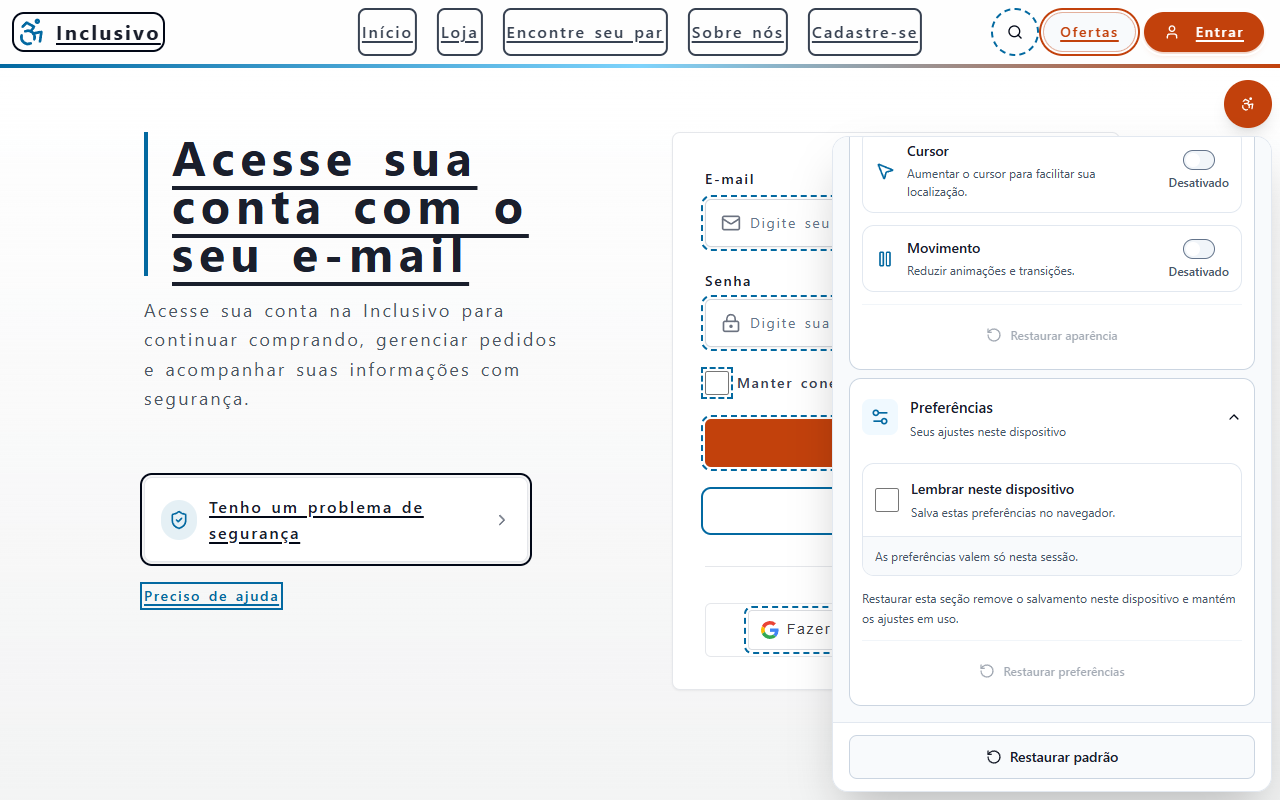 Inclusivo
Início
Loja
Encontre seu par
Sobre nós
Cadastre-se
Ofertas
Entrar
Acesse sua
conta com o
seu e-mail
Acesse sua conta na Inclusivo para
continuar comprando, gerenciar pedidos
e acompanhar suas informações com
segurança.
Tenho um problema de
segurança
Preciso de ajuda
E-mail
Digite seu
Senha
Digite sua
Manter cone
Fazer
Cursor
Aumentar o cursor para facilitar sua
localização.
Desativado
Movimento
Reduzir animações e transições.
Desativado
Restaurar aparência
Preferências
Seus ajustes neste dispositivo
Lembrar neste dispositivo
Salva estas preferências no navegador.
As preferências valem só nesta sessão.
Restaurar esta seção remove o salvamento neste dispositivo e mantém
os ajustes em uso.
Restaurar preferências
Restaurar padrão